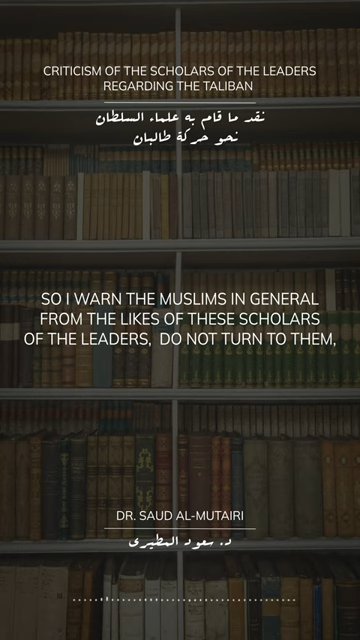 CRITICISM OF THE SCHOLARS OF THE LEADERS
REGARDING THE TALIBAN
نقد ما قام به علماء السلطان
نحو حركة طالبان
SO I WARN THE MUSLIMS IN GENERAL
FROM THE LIKES OF THESE SCHOLARS
OF THE LEADERS, DO NOT TURN TO THEM,
DR. SAUD AL-MUTAIRI
د. سعود المطيري